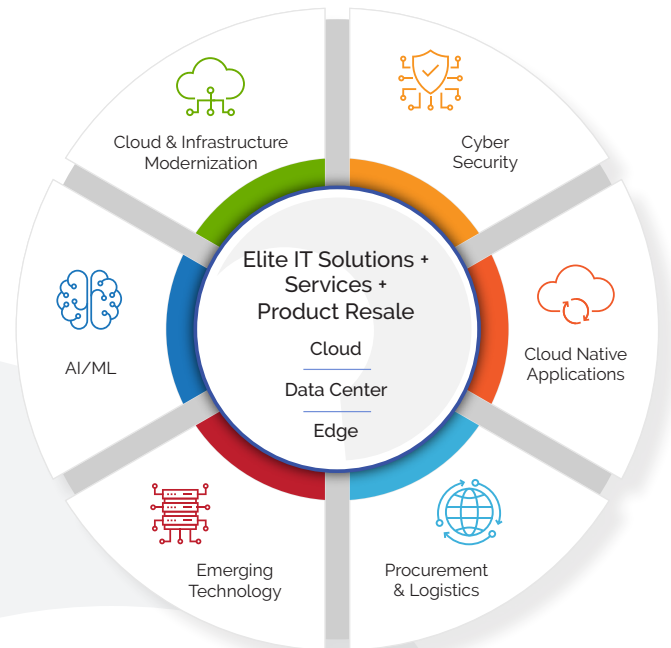 Cloud & Infrastructure
Modernization
Cyber
Security
Elite IT Solutions +
Services +
Product Resale
Cloud
Data Center
Edge
AI/ML
Cloud Native
Applications
Emerging
Technology
Procurement
& Logistics